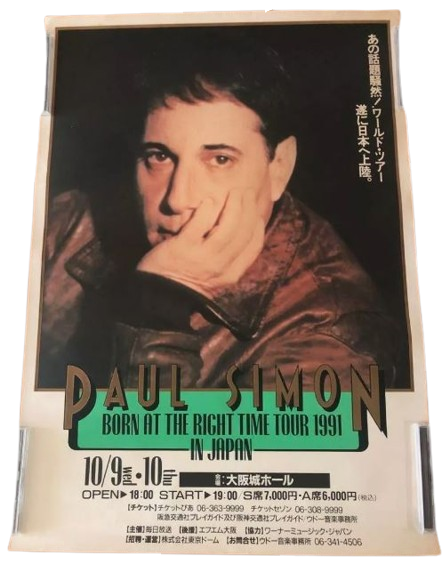 あの話題騒然!ワールド・ツアー
遂に日本へ上陸。
PAUL SIMON
BORN AT THE RIGHT TIME TOUR 1991
IN JAPAN
10/9wed・10thu 会場 大阪城ホール
OPEN▶18:00 START▶19:00/S席7,000円・A席6,000円(税込)
【チケット】チケットぴあ 06-363-9999 チケットセゾン 06-308-9999
阪急交通社プレイガイド及び阪神交通社プレイガイド・ウドー音楽事務所
【主催】毎日放送 【後援】エフエム大阪 【協力】ワーナーミュージック・ジャパン
【招聘・運営】株式会社東京ドーム 【お問合せ】ウドー音楽事務所 06-341-4506